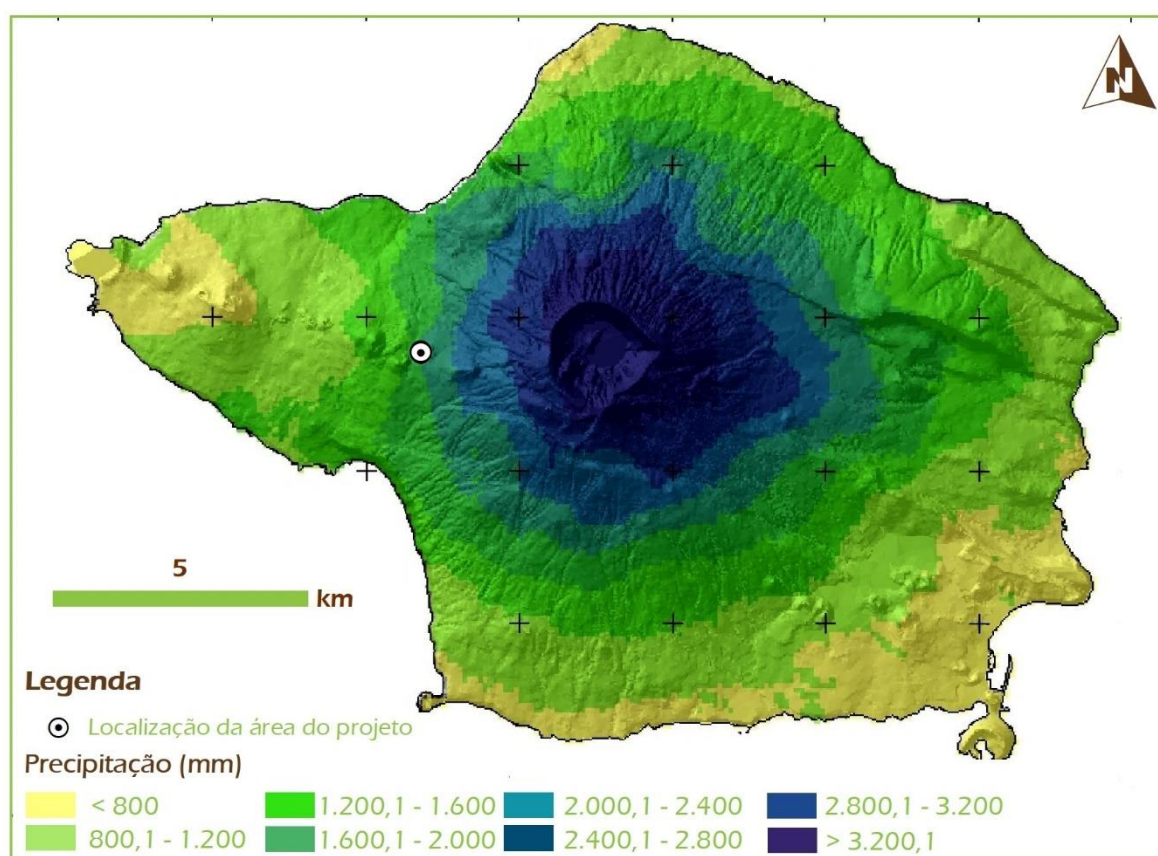 N
5
km
Legenda
Localização da área do projeto
Precipitação (mm)
< 800
1.200,1 - 1.600
2.000,1 - 2.400
2.800,1 - 3.200
800,1 - 1.200
1.600,1 - 2.000
2.400,1 - 2.800
> 3.200,1